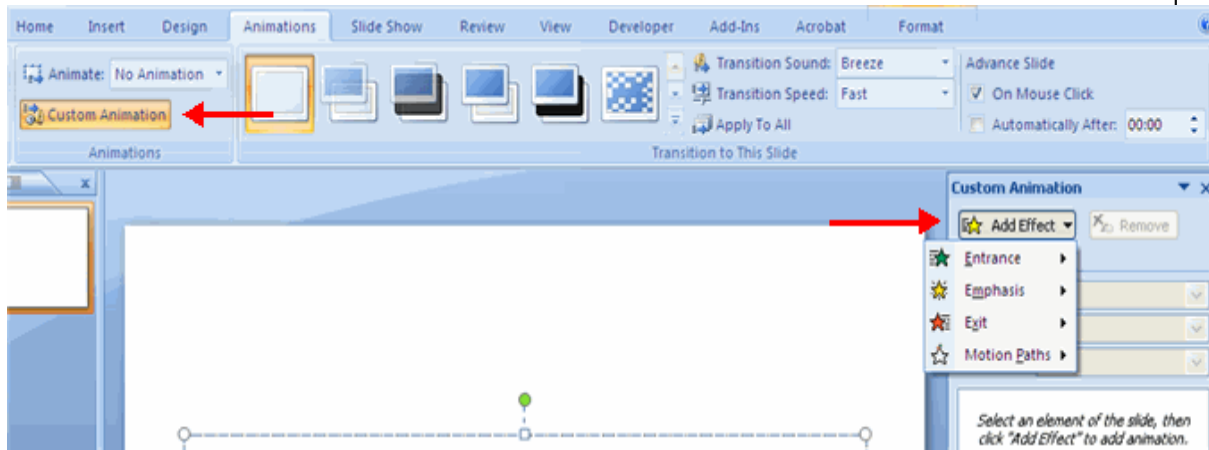 Home Insert Design Animations Slide Show Review View Developer Add-Ins Acrobat Format
Animate: No Animation
Custom Animation
Animations
Transition Sound: Breeze
Transition Speed: Fast
Apply To All
Transition to This Slide
Advance Slide
On Mouse Click
Automatically After: 00:00
Custom Animation
Add Effect
Remove
Entrance
Emphasis
Exit
Motion Paths
Select an element of the slide, then
click "Add Effect" to add animation.